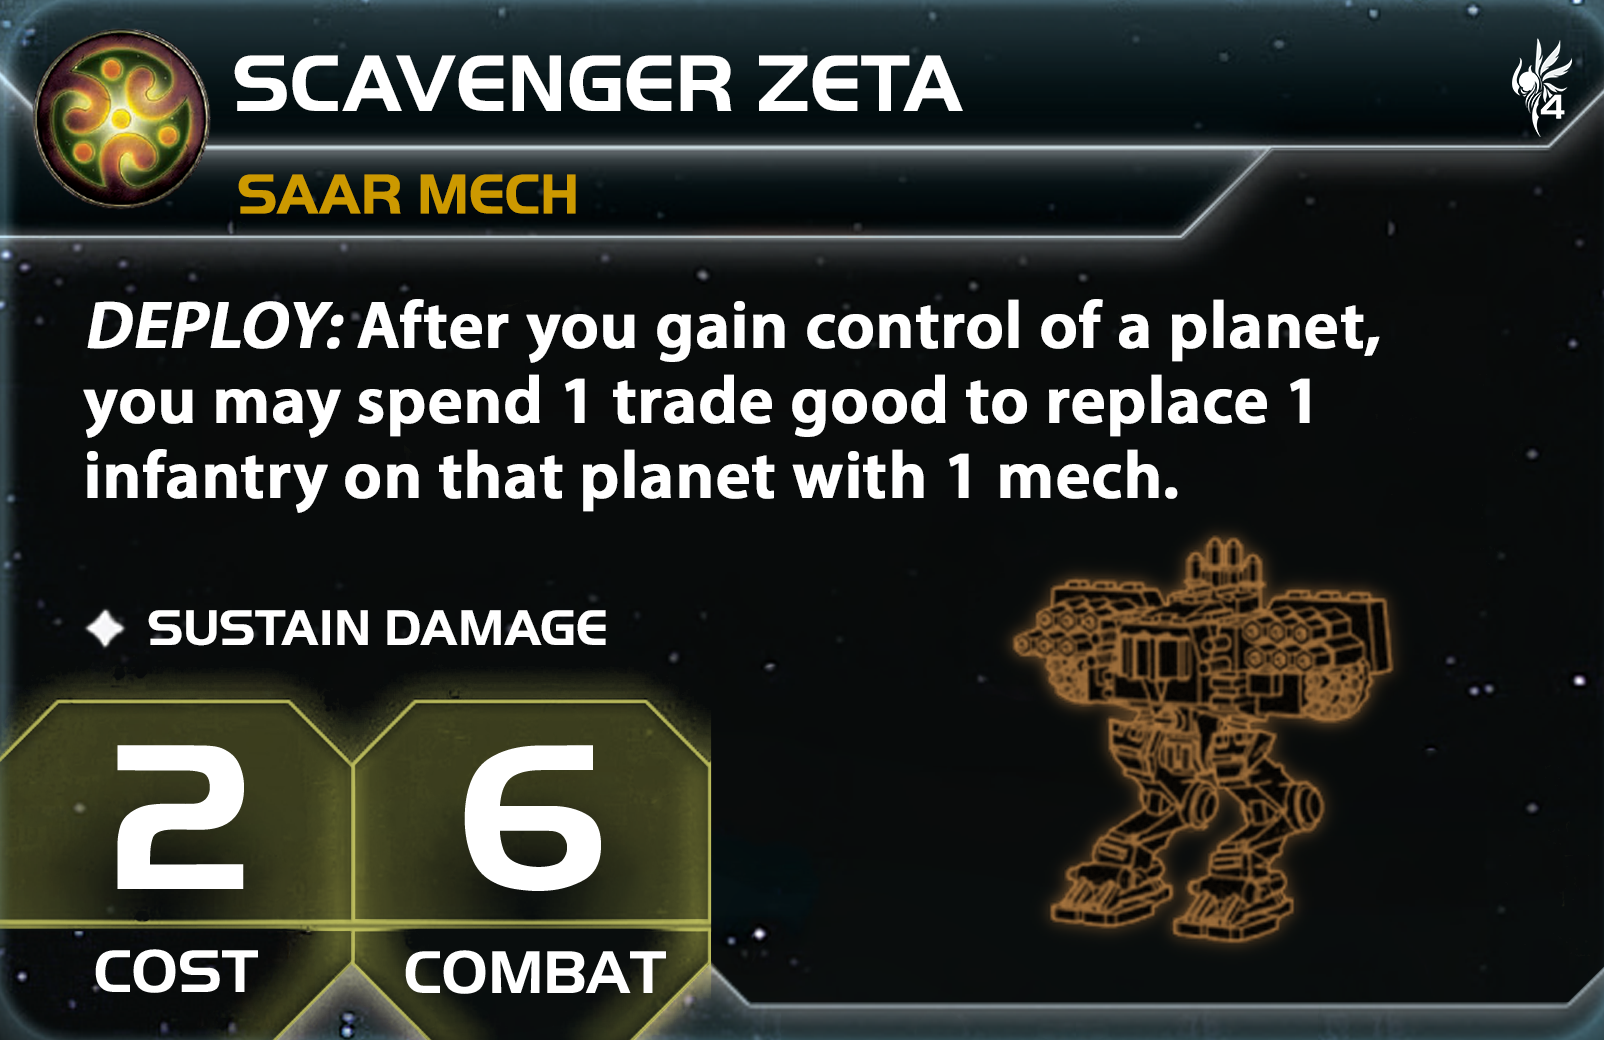 SCAVENGER ZETA
4
SAAR MECH
DEPLOY: After you gain control of a planet,
you may spend 1 trade good to replace 1
infantry on that planet with 1 mech.
SUSTAIN DAMAGE
2 6
COST COMBAT